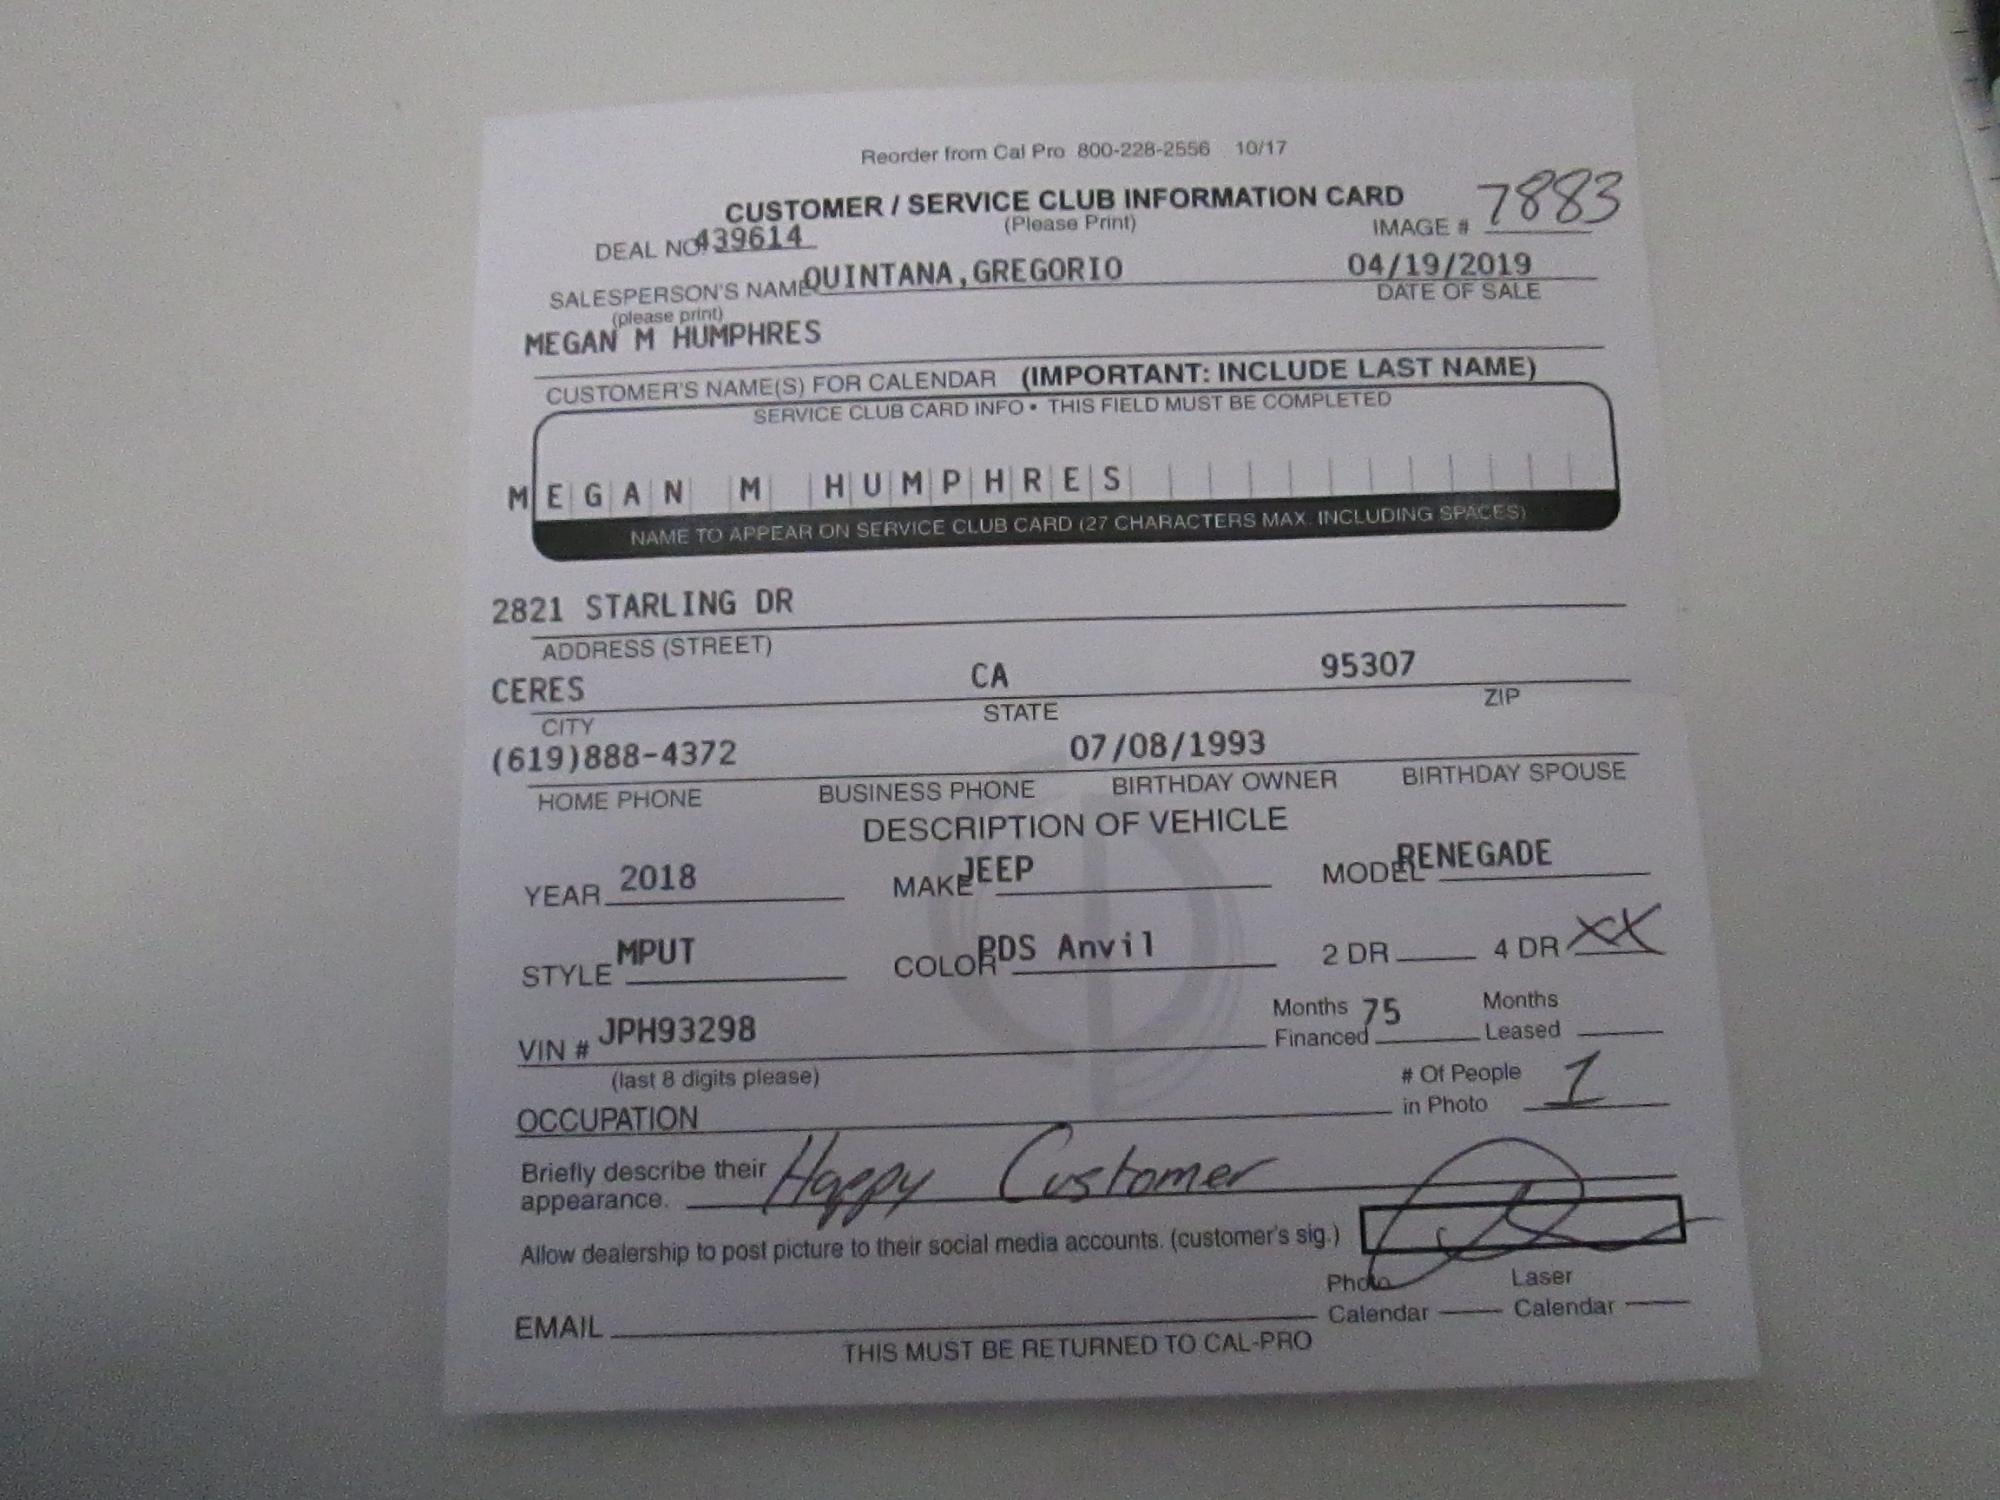 Reorder from Cal Pro 800-228-2556 10/17
CUSTOMER / SERVICE CLUB INFORMATION CARD
(Please Print)
IMAGE # 7883
DEAL NO. 439614
SALESPERSON'S NAME QUINTANA,GREGORIO 04/19/2019
(please print) DATE OF SALE
MEGAN M HUMPHRES
CUSTOMER'S NAME(S) FOR CALENDAR (IMPORTANT: INCLUDE LAST NAME)
SERVICE CLUB CARD INFO • THIS FIELD MUST BE COMPLETED
MEGAN M HUMPHRES
NAME TO APPEAR ON SERVICE CLUB CARD (27 CHARACTERS MAX. INCLUDING SPACES)
2821 STARLING DR
ADDRESS (STREET)
CERES CA 95307
CITY STATE ZIP
(619)888-4372 07/08/1993
HOME PHONE BUSINESS PHONE BIRTHDAY OWNER BIRTHDAY SPOUSE
DESCRIPTION OF VEHICLE
YEAR 2018 MAKE JEEP MODEL RENEGADE
STYLE MPUT COLOR PDS Anvil 2 DR 4 DR XX
VIN # JPH93298 Months Financed 75 Months Leased
(last 8 digits please)
OCCUPATION # Of People in Photo 1
Briefly describe their appearance. Happy Customer
Allow dealership to post picture to their social media accounts. (customer's sig.)
EMAIL Photo Calendar Laser Calendar
THIS MUST BE RETURNED TO CAL-PRO